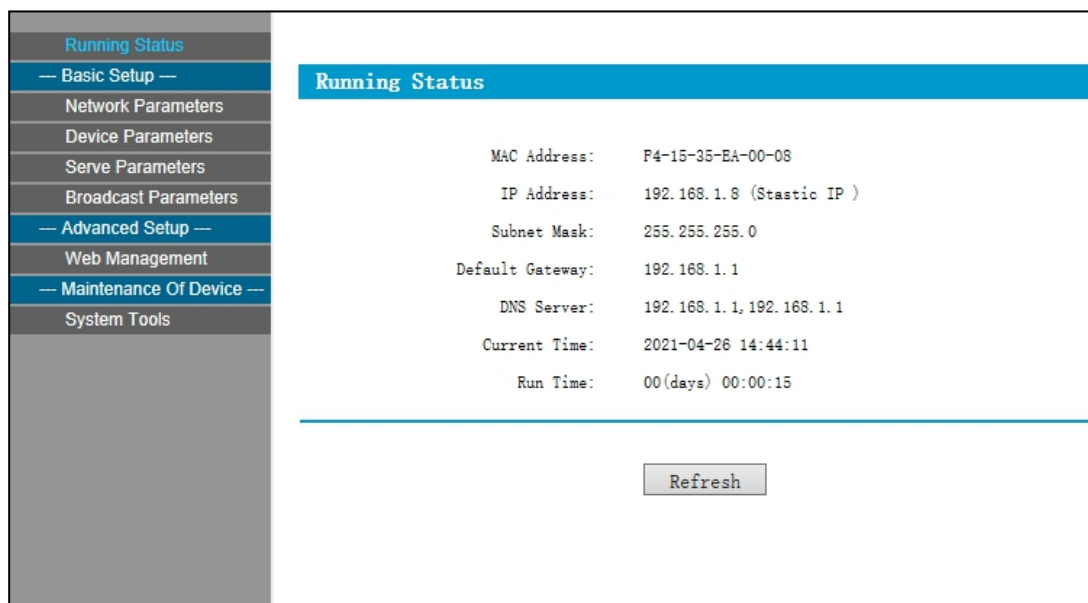 Running Status
--- Basic Setup ---
Network Parameters
Device Parameters
Serve Parameters
Broadcast Parameters
--- Advanced Setup ---
Web Management
--- Maintenance Of Device ---
System Tools
Running Status
MAC Address: F4-15-35-EA-00-08
IP Address: 192.168.1.8 (Stastic IP )
Subnet Mask: 255.255.255.0
Default Gateway: 192.168.1.1
DNS Server: 192.168.1.1,192.168.1.1
Current Time: 2021-04-26 14:44:11
Run Time: 00(days) 00:00:15
Refresh